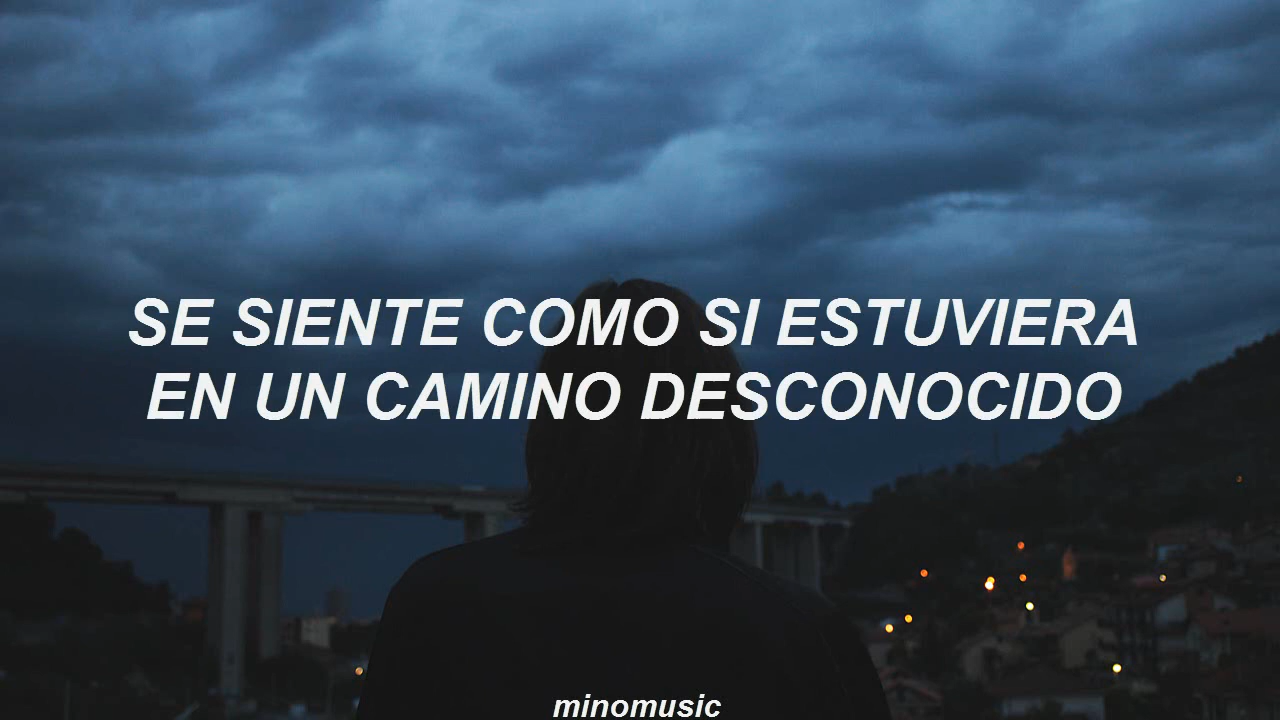 SE SIENTE COMO SI ESTUVIERA
EN UN CAMINO DESCONOCIDO
minomusic